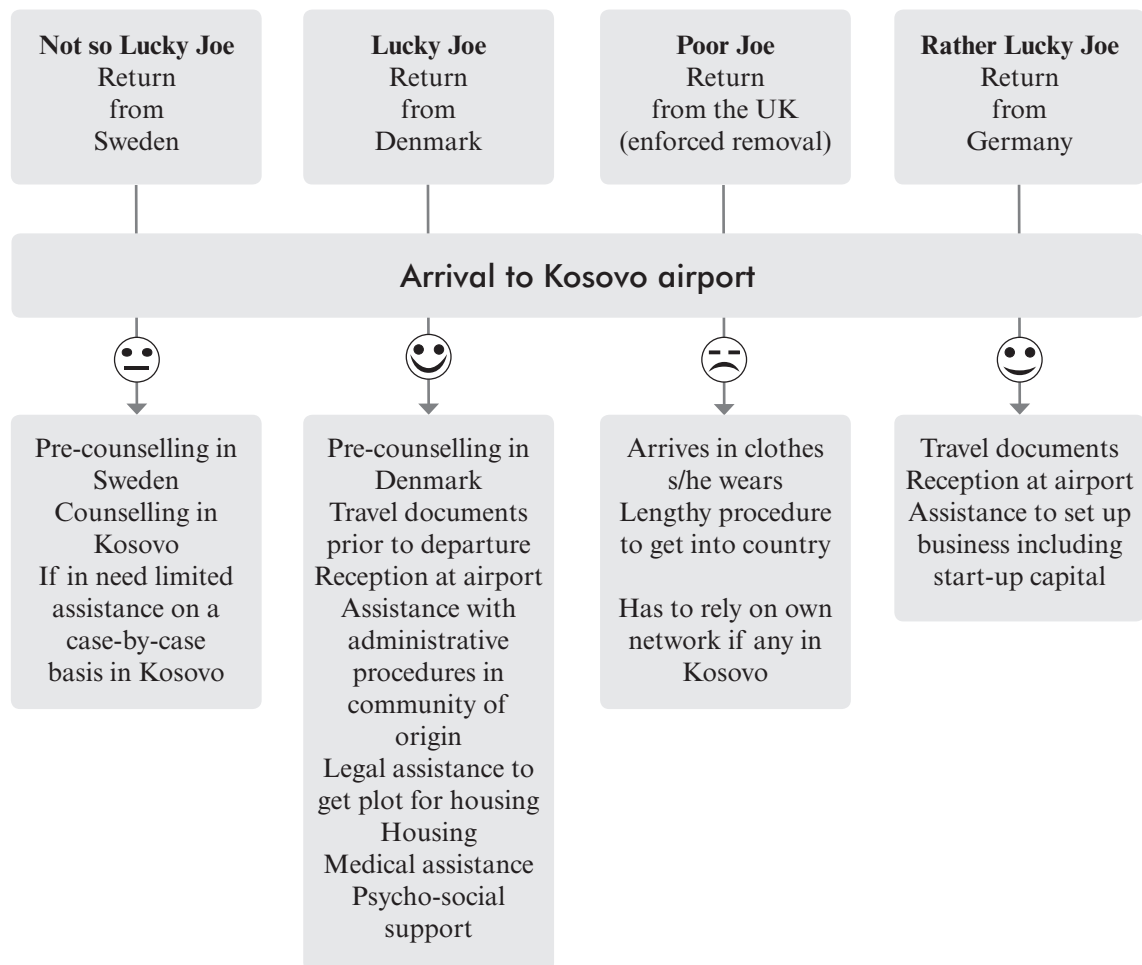 Not so Lucky Joe
Return
from
Sweden
Lucky Joe
Return
from
Denmark
Poor Joe
Return
from the UK
(enforced removal)
Rather Lucky Joe
Return
from
Germany
Arrival to Kosovo airport
Pre-counselling in
Sweden
Counselling in
Kosovo
If in need limited
assistance on a
case-by-case
basis in Kosovo
Pre-counselling in
Denmark
Travel documents
prior to departure
Reception at airport
Assistance with
administrative
procedures in
community of
origin
Legal assistance to
get plot for housing
Housing
Medical assistance
Psycho-social
support
Arrives in clothes
s/he wears
Lengthy procedure
to get into country
Has to rely on own
network if any in
Kosovo
Travel documents
Reception at airport
Assistance to set up
business including
start-up capital